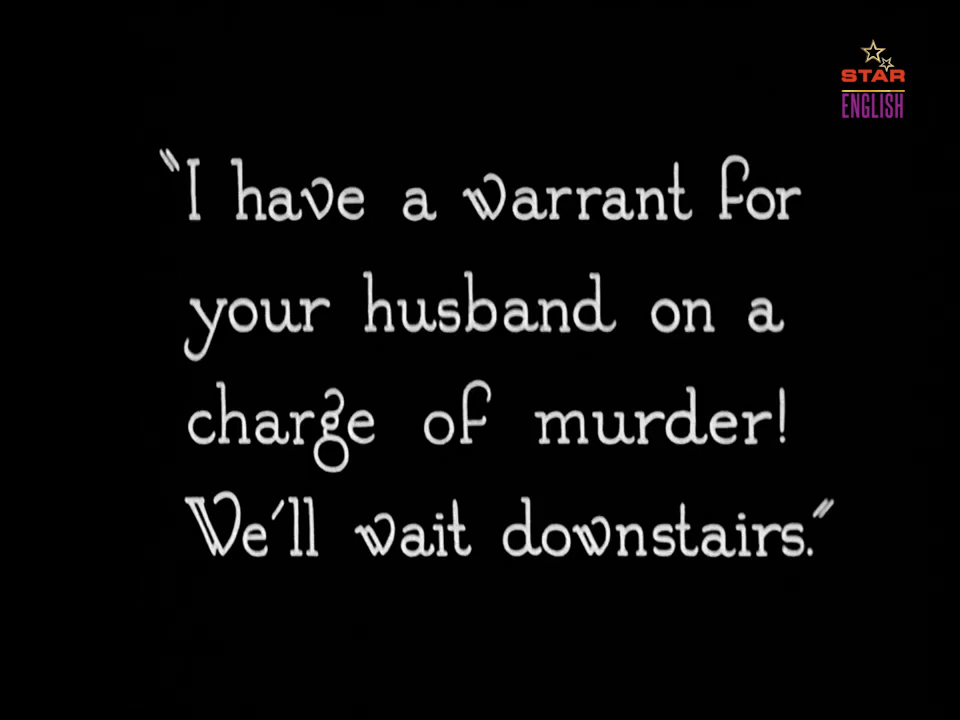 STAR
ENGLISH
"I have a warrant for
your husband on a
charge of murder!
We'll wait downstairs."